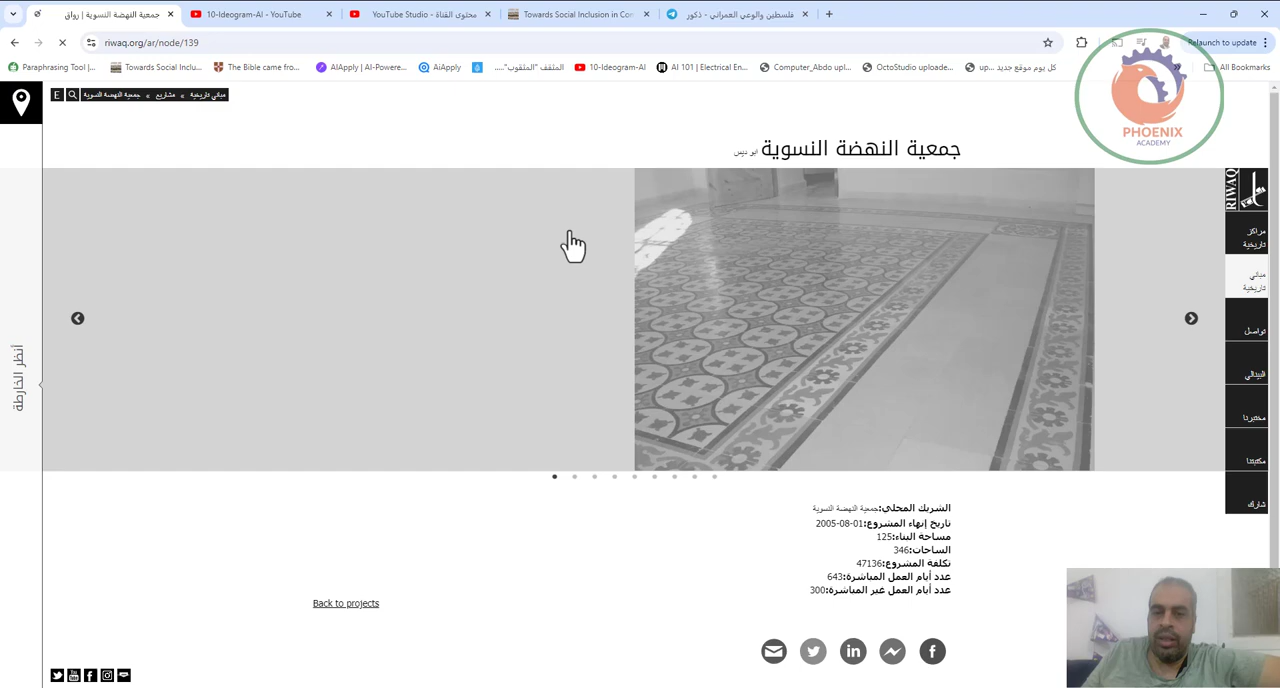 جمعية النهضة النسوية | رواق
10-Ideogram-AI - YouTube
محتوى القناة - YouTube Studio
Towards Social Inclusion in Con
فلسطين والوعي العمراني - ذكور
riwaq.org/ar/node/139
Relaunch to update
Paraphrasing Tool |...
Towards Social Inclu...
The Bible came fro...
AIApply | AI-Powere...
AIApply
المثقف "المثقوب"....
10-Ideogram-AI
AI 101 | Electrical En...
Computer_Abdo upl...
OctoStudio uploade...
كل يوم موقع جديد up...
All Bookmarks
E
مباني تاريخية » مشاريع » جمعية النهضة النسوية
PHOENIX
ACADEMY
جمعية النهضة النسوية ابو ديس
RIWAQ
مراكز
تاريخية
مباني
تاريخية
تواصل
البينالي
مختبرنا
مكتبتنا
شارك
أنظر الخارطة
الشريك المحلي:جمعية النهضة النسوية
تاريخ إنهاء المشروع:2005-08-01
مساحة البناء:125
الساحات:346
تكلفة المشروع:47136
عدد أيام العمل المباشرة:643
عدد أيام العمل غير المباشرة:300
Back to projects